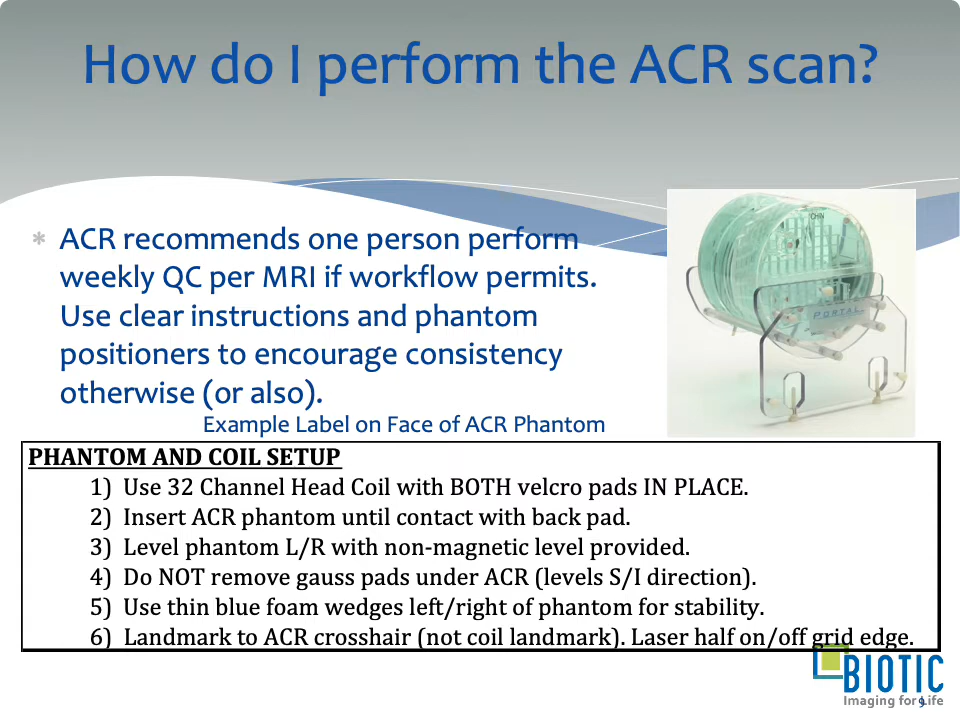 How do I perform the ACR scan?
* ACR recommends one person perform
weekly QC per MRI if workflow permits.
Use clear instructions and phantom
positioners to encourage consistency
otherwise (or also).
CHIN
PORTAL
Example Label on Face of ACR Phantom
PHANTOM AND COIL SETUP
1) Use 32 Channel Head Coil with BOTH velcro pads IN PLACE.
2) Insert ACR phantom until contact with back pad.
3) Level phantom L/R with non-magnetic level provided.
4) Do NOT remove gauss pads under ACR (levels S/I direction).
5) Use thin blue foam wedges left/right of phantom for stability.
6) Landmark to ACR crosshair (not coil landmark). Laser half on/off grid edge.
BIOTIC
Imaging for Life
9